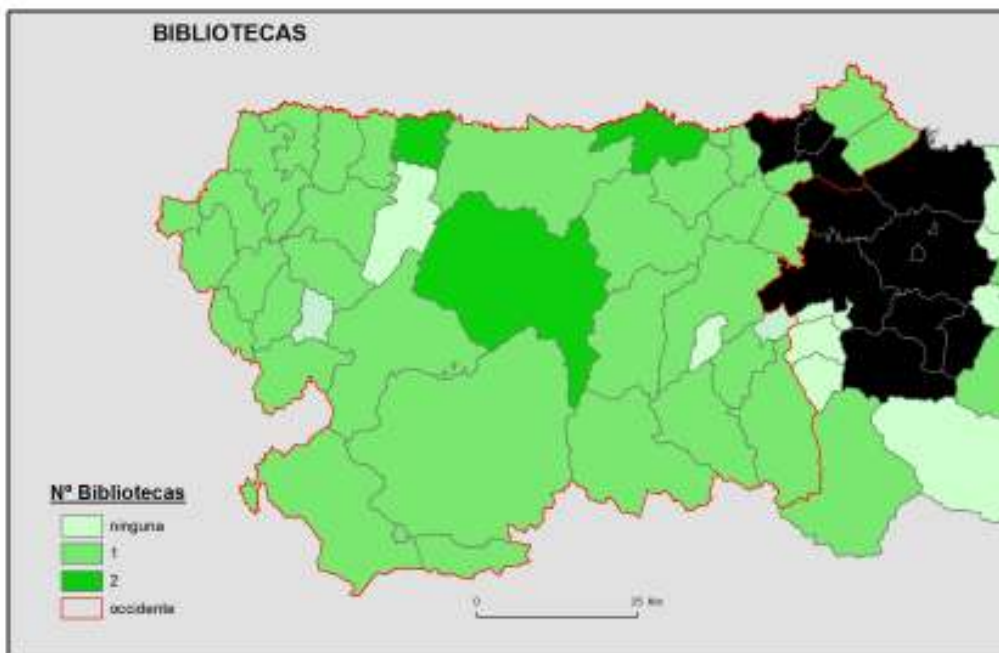 BIBLIOTECAS
Nº Bibliotecas
ninguna
1
2
occidente
0 25 Km